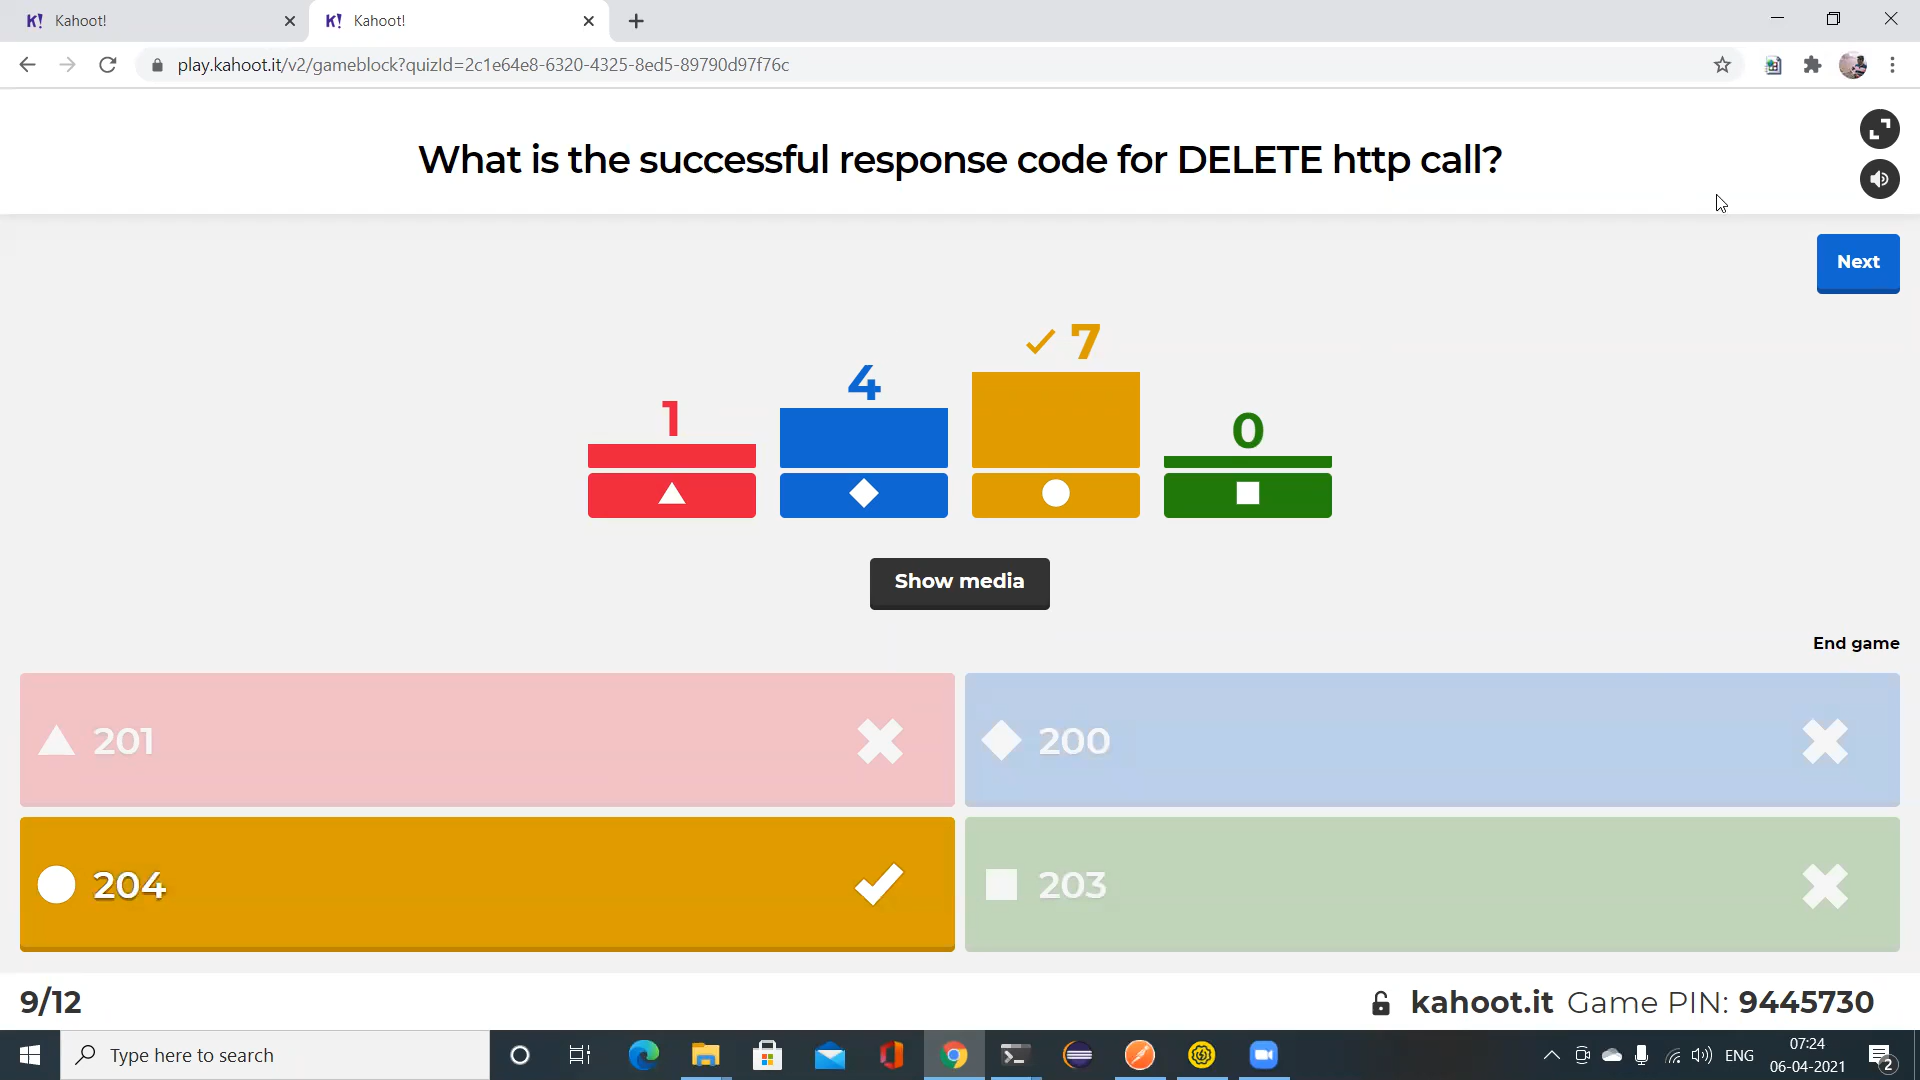 K! Kahoot!
K! Kahoot!
play.kahoot.it/v2/gameblock?quizId=2c1e64e8-6320-4325-8ed5-89790d97f76c
What is the successful response code for DELETE http call?
Next
1
4
7
0
Show media
End game
201
200
204
203
9/12
kahoot.it Game PIN: 9445730
Type here to search
ENG
07:24
06-04-2021
2